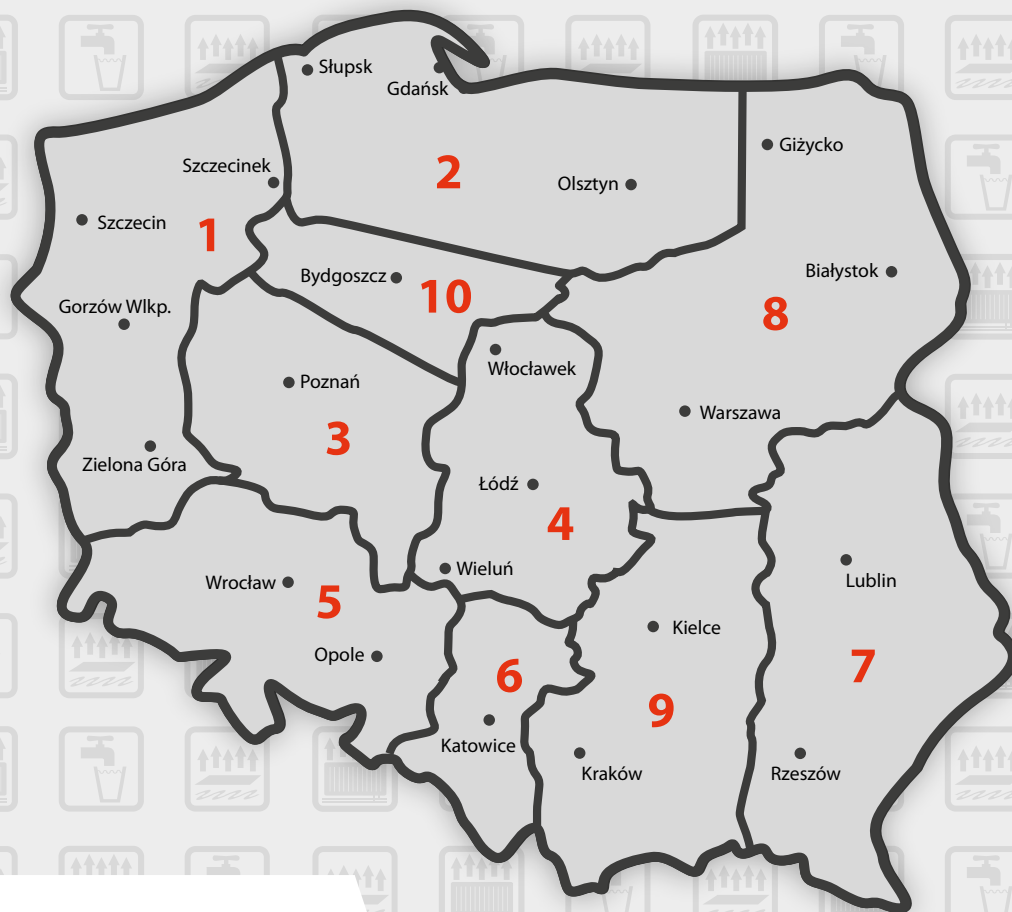 Słupsk
Gdańsk
Giżycko
Szczecinek
2
Olsztyn
Szczecin
1
Białystok
Bydgoszcz
10
Gorzów Wlkp.
8
Włocławek
Poznań
Warszawa
3
Zielona Góra
Łódź
4
Wieluń
Lublin
Wrocław
5
Kielce
Opole
6
7
9
Katowice
Kraków
Rzeszów